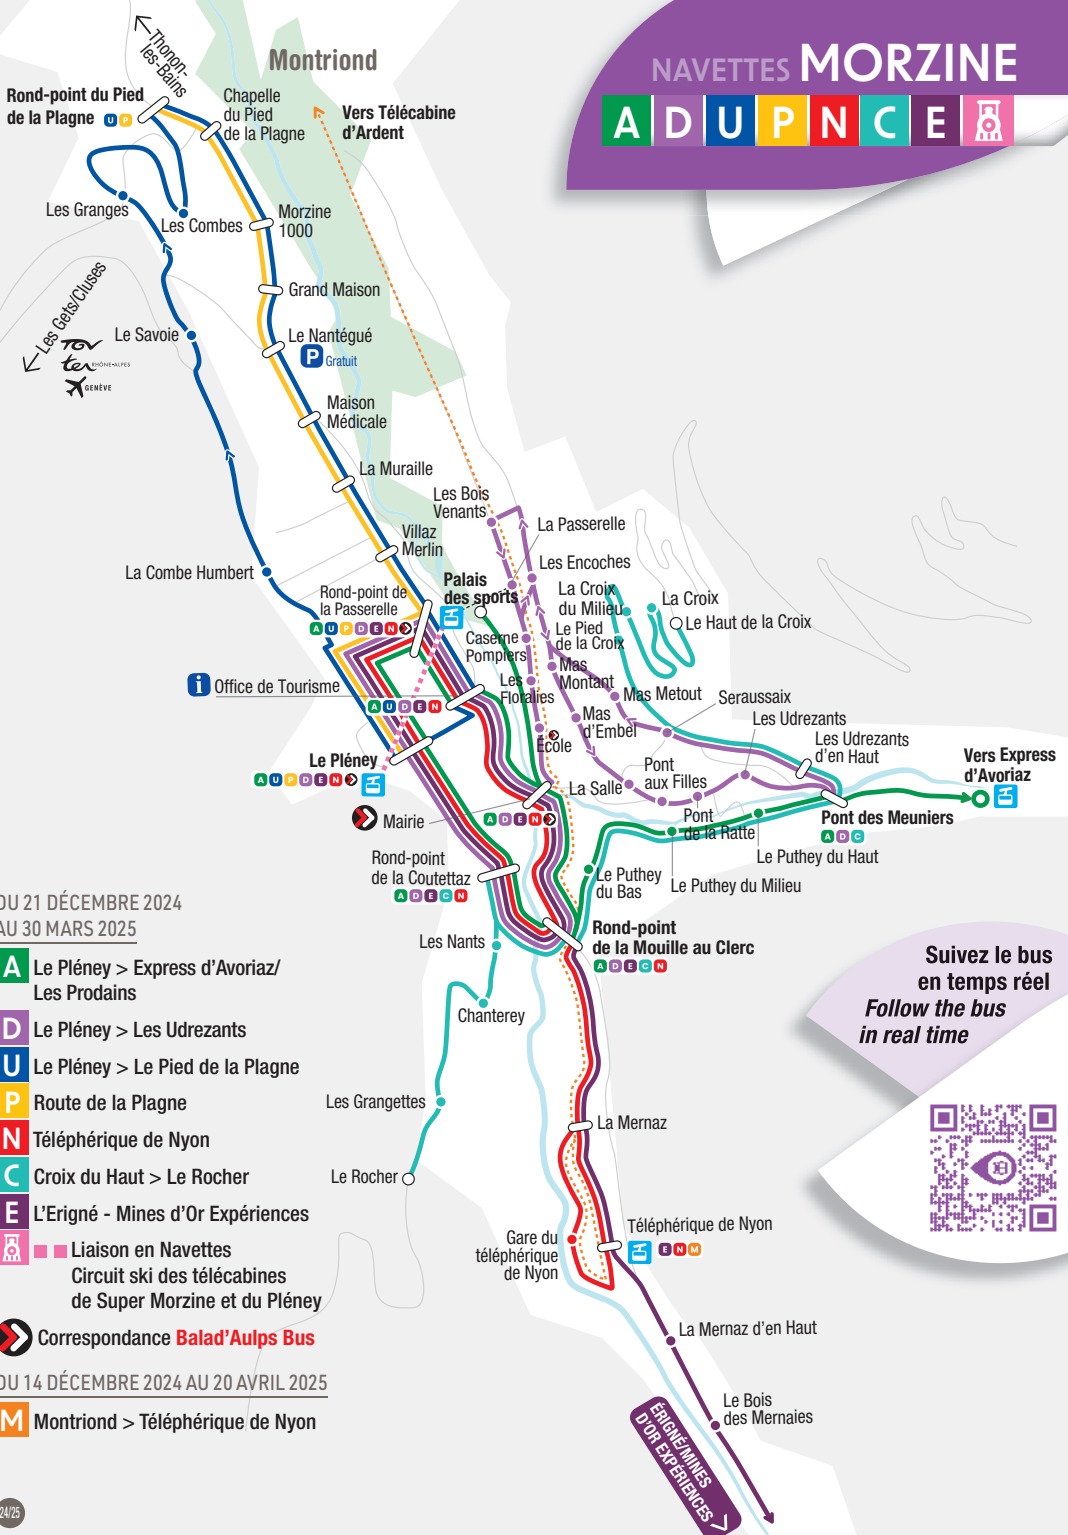 NAVETTES MORZINE
A D U P N C E
Thonon-
les-Bains
Montriond
Rond-point du Pied
de la Plagne U P
Chapelle
du Pied
de la Plagne
Vers Télécabine
d'Ardent
Les Granges
Les Combes
Morzine
1000
Les Gets/Cluses
TGV
ter RHÔNE-ALPES
GENÈVE
Grand Maison
Le Savoie
Le Nantégué
P Gratuit
Maison
Médicale
La Muraille
Les Bois
Venants
La Passerelle
Villaz
Merlin
Les Encoches
La Combe Humbert
Palais
des sports
La Croix
du Milieu
La Croix
Rond-point de
la Passerelle
A U P D E N
Le Haut de la Croix
Caserne
Pompiers
Le Pied
de la Croix
Mas
Montant
Les
Floralies
i Office de Tourisme
A U D E N
Mas Metout
Seraussaix
Mas
d'Embel
Les Udrezants
École
Les Udrezants
d'en Haut
Vers Express
d'Avoriaz
Le Pléney
A U P D E N
La Salle
Pont
aux Filles
Pont
de la Ratte
Pont des Meuniers
A D C
Mairie
A D E N
Le Puthey du Haut
Rond-point
de la Coutettaz
A D E C N
Le Puthey
du Bas
Le Puthey du Milieu
DU 21 DÉCEMBRE 2024
AU 30 MARS 2025
Les Nants
Rond-point
de la Mouille au Clerc
A D E C N
A Le Pléney > Express d'Avoriaz/
Les Prodains
Suivez le bus
en temps réel
Follow the bus
in real time
Chanterey
D Le Pléney > Les Udrezants
U Le Pléney > Le Pied de la Plagne
P Route de la Plagne
Les Grangettes
La Mernaz
N Téléphérique de Nyon
C Croix du Haut > Le Rocher
Le Rocher
E L'Erigné - Mines d'Or Expériences
Gare du
téléphérique
de Nyon
Téléphérique de Nyon
E N M
Liaison en Navettes
Circuit ski des télécabines
de Super Morzine et du Pléney
Correspondance Balad'Aulps Bus
La Mernaz d'en Haut
DU 14 DÉCEMBRE 2024 AU 20 AVRIL 2025
M Montriond > Téléphérique de Nyon
Le Bois
des Mernaies
ÉRIGNÉ/MINES
D'OR EXPÉRIENCES >
24/25